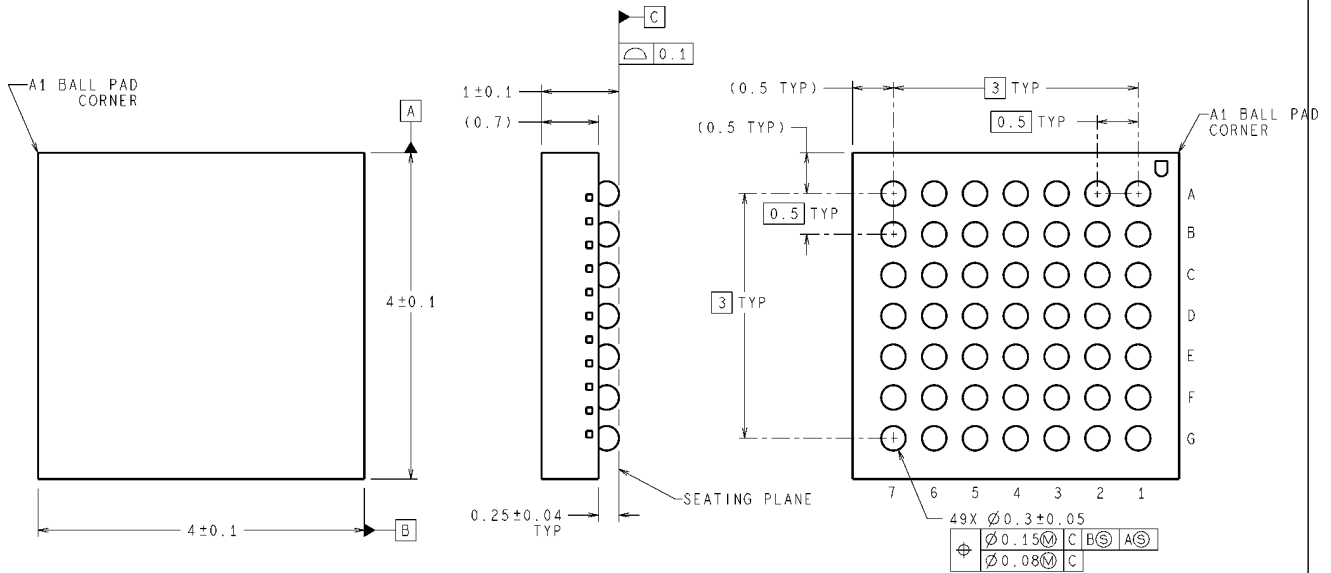 C
⌓ 0.1
A1 BALL PAD
CORNER
A
1±0.1
(0.7)
(0.5 TYP)
3 TYP
(0.5 TYP)
0.5 TYP
A1 BALL PAD
CORNER
0.5 TYP
3 TYP
4±0.1
A
B
C
D
E
F
G
7 6 5 4 3 2 1
SEATING PLANE
0.25±0.04
TYP
4±0.1
B
49X Ø0.3±0.05
⌖ Ø0.15Ⓜ C BⓈ AⓈ
Ø0.08Ⓜ C